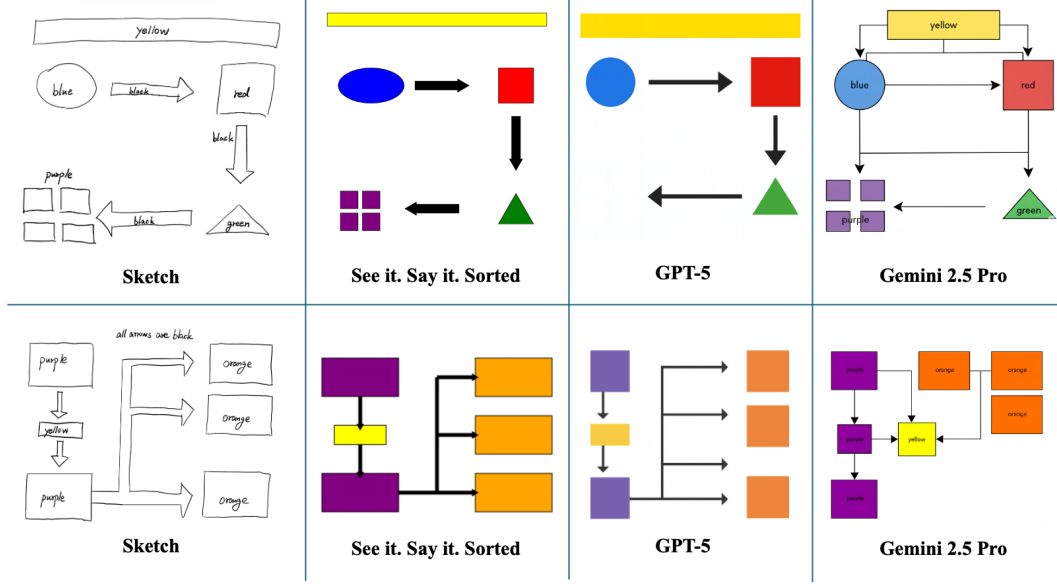 yellow
blue
black
red
black
purple
black
green
yellow
blue
red
purple
green
Sketch
See it. Say it. Sorted
GPT-5
Gemini 2.5 Pro
all arrows are black
purple
orange
yellow
orange
purple
orange
purple
orange
orange
orange
purple
yellow
purple
Sketch
See it. Say it. Sorted
GPT-5
Gemini 2.5 Pro